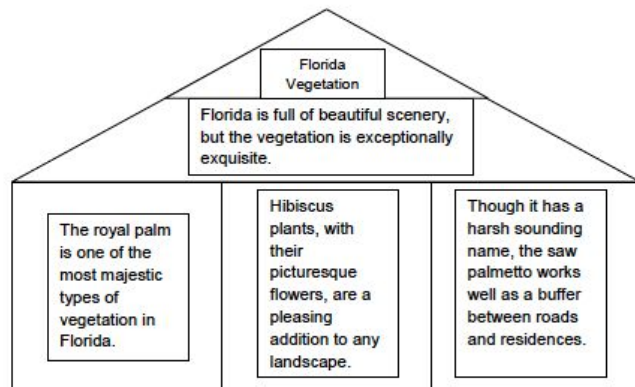 Florida
Vegetation
Florida is full of beautiful scenery,
but the vegetation is exceptionally
exquisite.
The royal palm
is one of the
most majestic
types of
vegetation in
Florida.
Hibiscus
plants, with
their
picturesque
flowers, are a
pleasing
addition to any
landscape.
Though it has a
harsh sounding
name, the saw
palmetto works
well as a buffer
between roads
and residences.